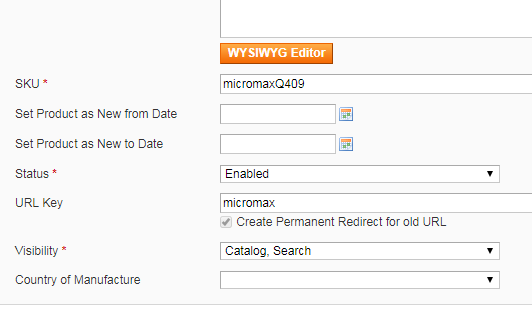 WYSIWYG Editor
SKU * micromaxQ409
Set Product as New from Date
Set Product as New to Date
Status * Enabled
URL Key micromax
Create Permanent Redirect for old URL
Visibility * Catalog, Search
Country of Manufacture